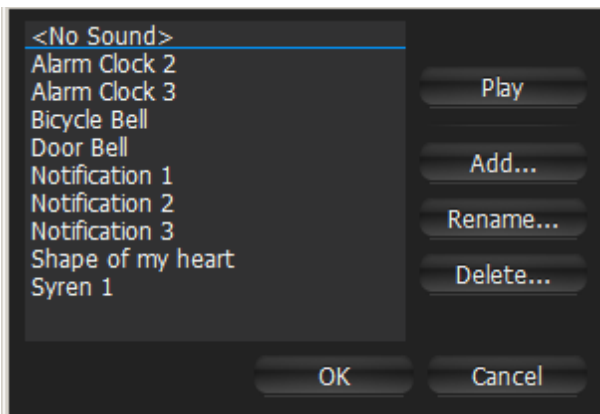 <No Sound>
Alarm Clock 2
Alarm Clock 3
Bicycle Bell
Door Bell
Notification 1
Notification 2
Notification 3
Shape of my heart
Syren 1
Play
Add...
Rename...
Delete...
OK
Cancel